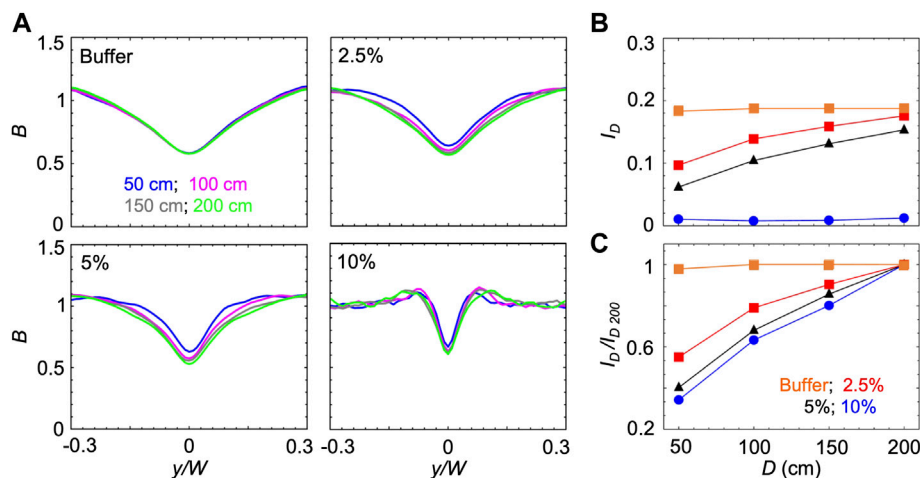 A
B
1.5
1
0.5
0
B
Buffer
50 cm; 100 cm
150 cm; 200 cm
2.5%
1.5
1
0.5
0
B
5%
10%
-0.3 0 0.3
y/W
-0.3 0 0.3
y/W
0.3
0.2
0.1
0
I_D
C
1
0.6
0.2
I_D/I_D 200
Buffer; 2.5%
5%; 10%
50 100 150 200
D (cm)